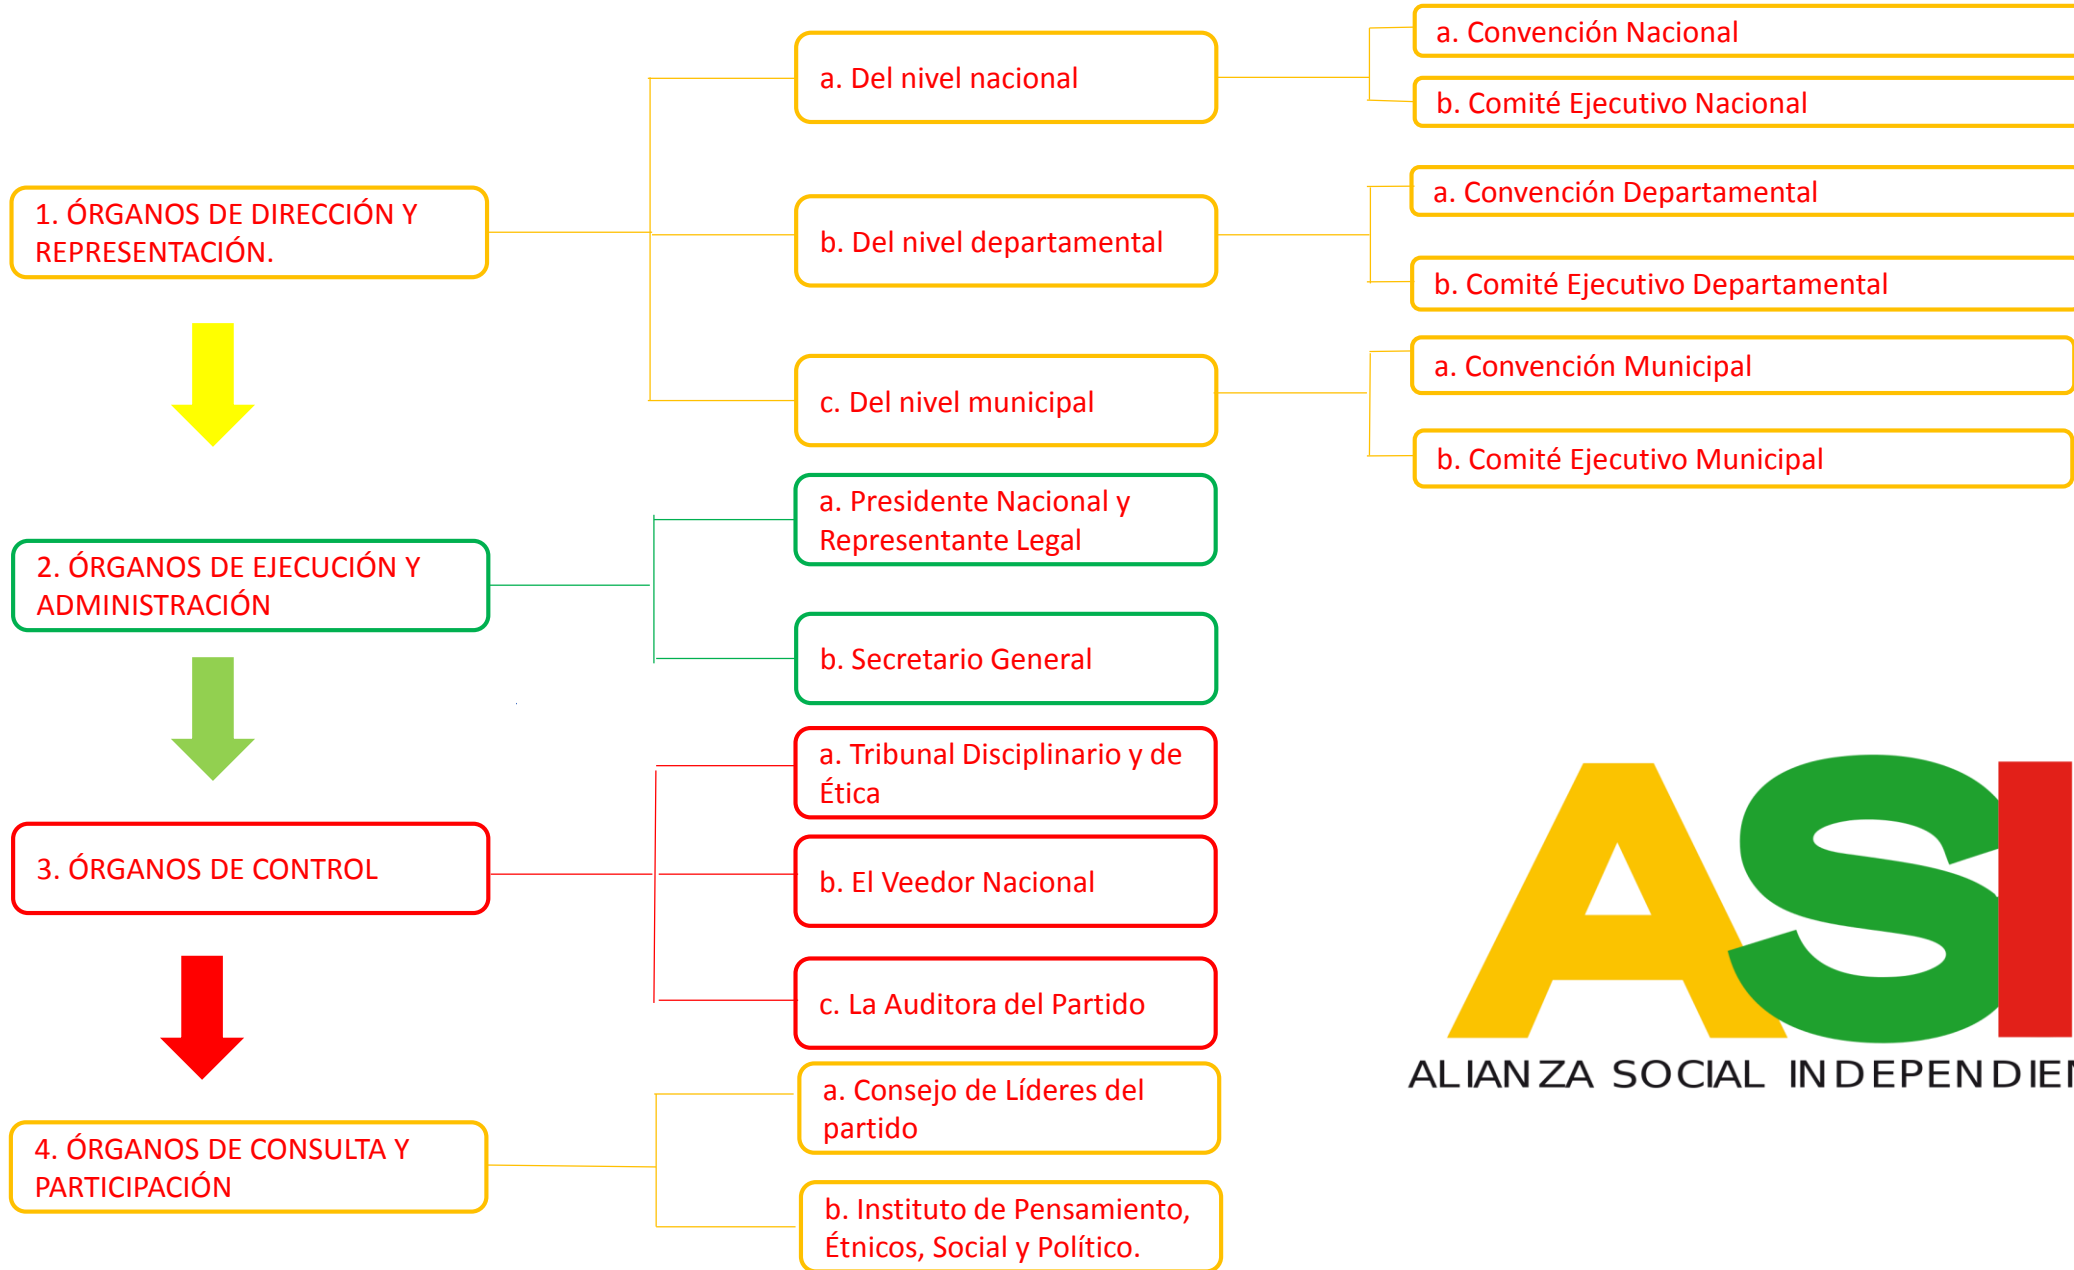 1. ÓRGANOS DE DIRECCIÓN Y
REPRESENTACIÓN.
a. Del nivel nacional
a. Convención Nacional
b. Comité Ejecutivo Nacional
b. Del nivel departamental
a. Convención Departamental
b. Comité Ejecutivo Departamental
c. Del nivel municipal
a. Convención Municipal
b. Comité Ejecutivo Municipal
2. ÓRGANOS DE EJECUCIÓN Y
ADMINISTRACIÓN
a. Presidente Nacional y
Representante Legal
b. Secretario General
3. ÓRGANOS DE CONTROL
a. Tribunal Disciplinario y de
Ética
b. El Veedor Nacional
c. La Auditora del Partido
4. ÓRGANOS DE CONSULTA Y
PARTICIPACIÓN
a. Consejo de Líderes del
partido
b. Instituto de Pensamiento,
Étnicos, Social y Político.
ASI
ALIANZA SOCIAL INDEPENDIEN